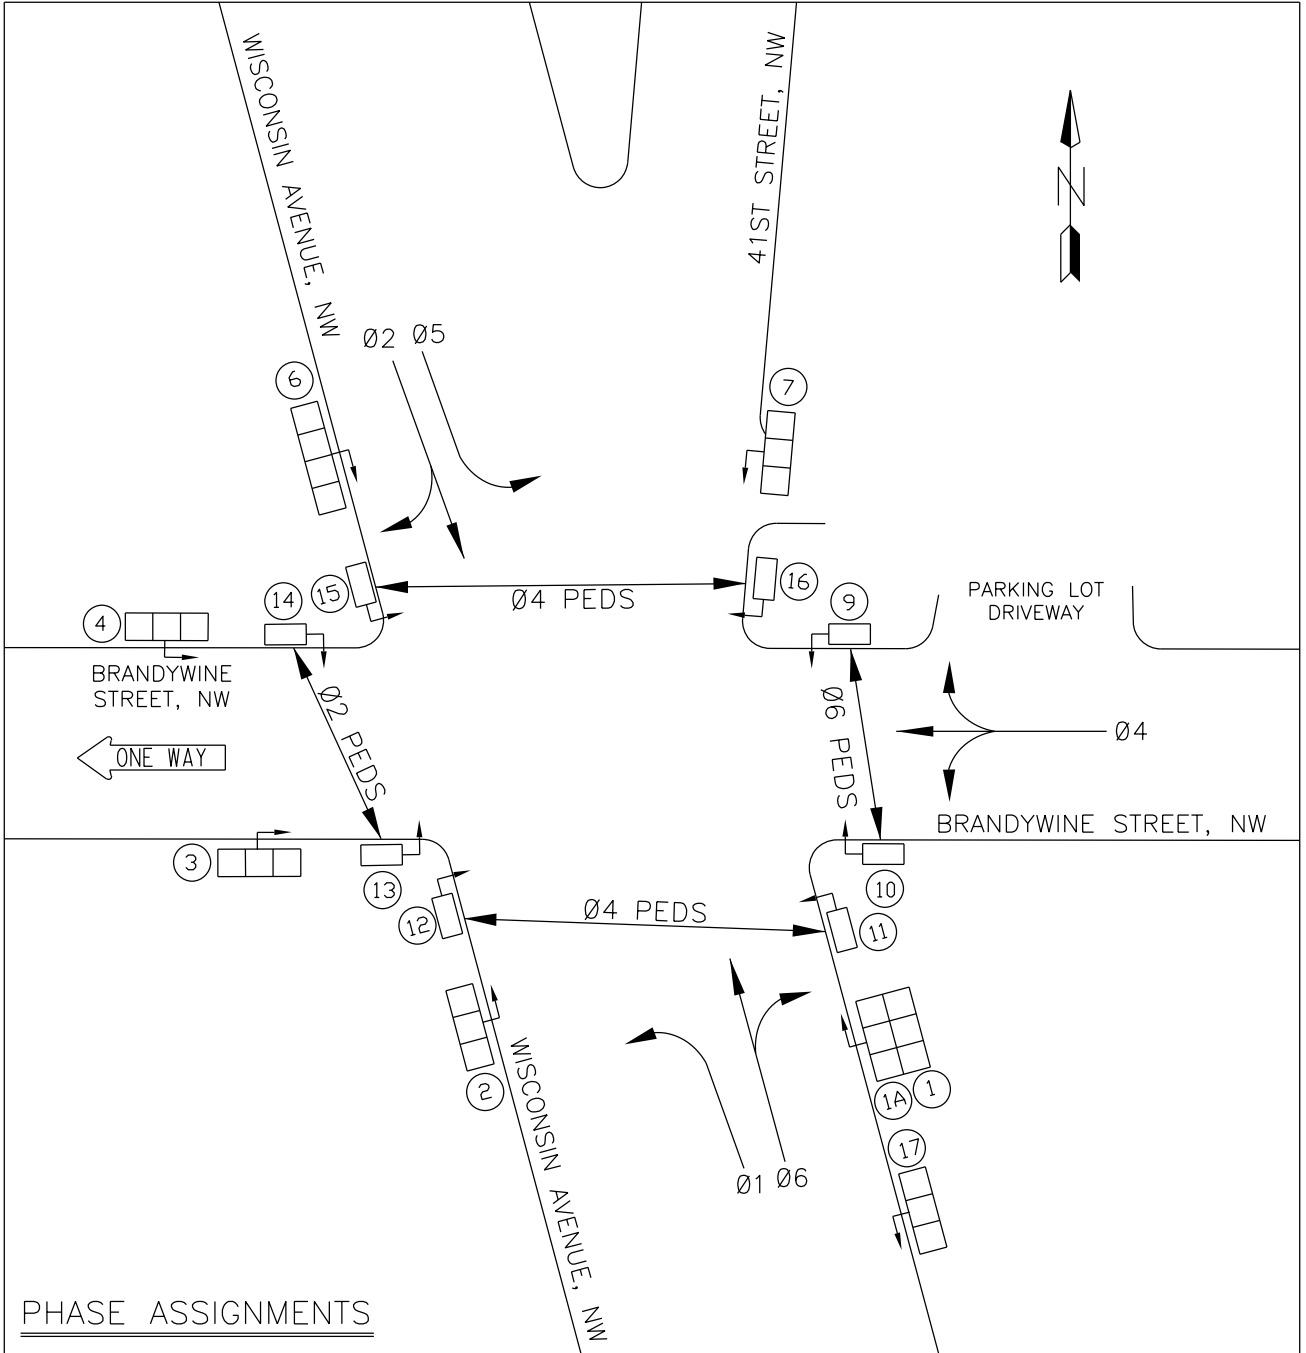 WISCONSIN AVENUE, NW
41ST STREET, NW
N
Ø2 Ø5
6
7
15
Ø4 PEDS
16
14
9
4
PARKING LOT
DRIVEWAY
BRANDYWINE
STREET, NW
Ø2 PEDS
Ø6 PEDS
Ø4
ONE WAY
BRANDYWINE STREET, NW
3
13
10
12
Ø4 PEDS
11
2
WISCONSIN AVENUE, NW
1A
1
17
Ø1 Ø6
PHASE ASSIGNMENTS